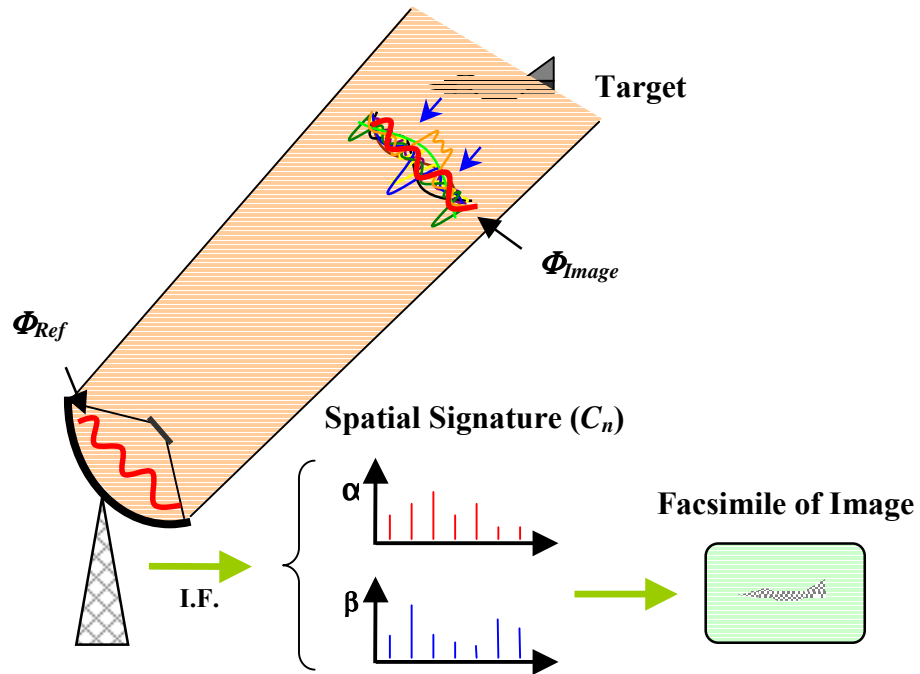 Target
Φ_Image
Φ_Ref
Spatial Signature (C_n)
α
Facsimile of Image
I.F.
β